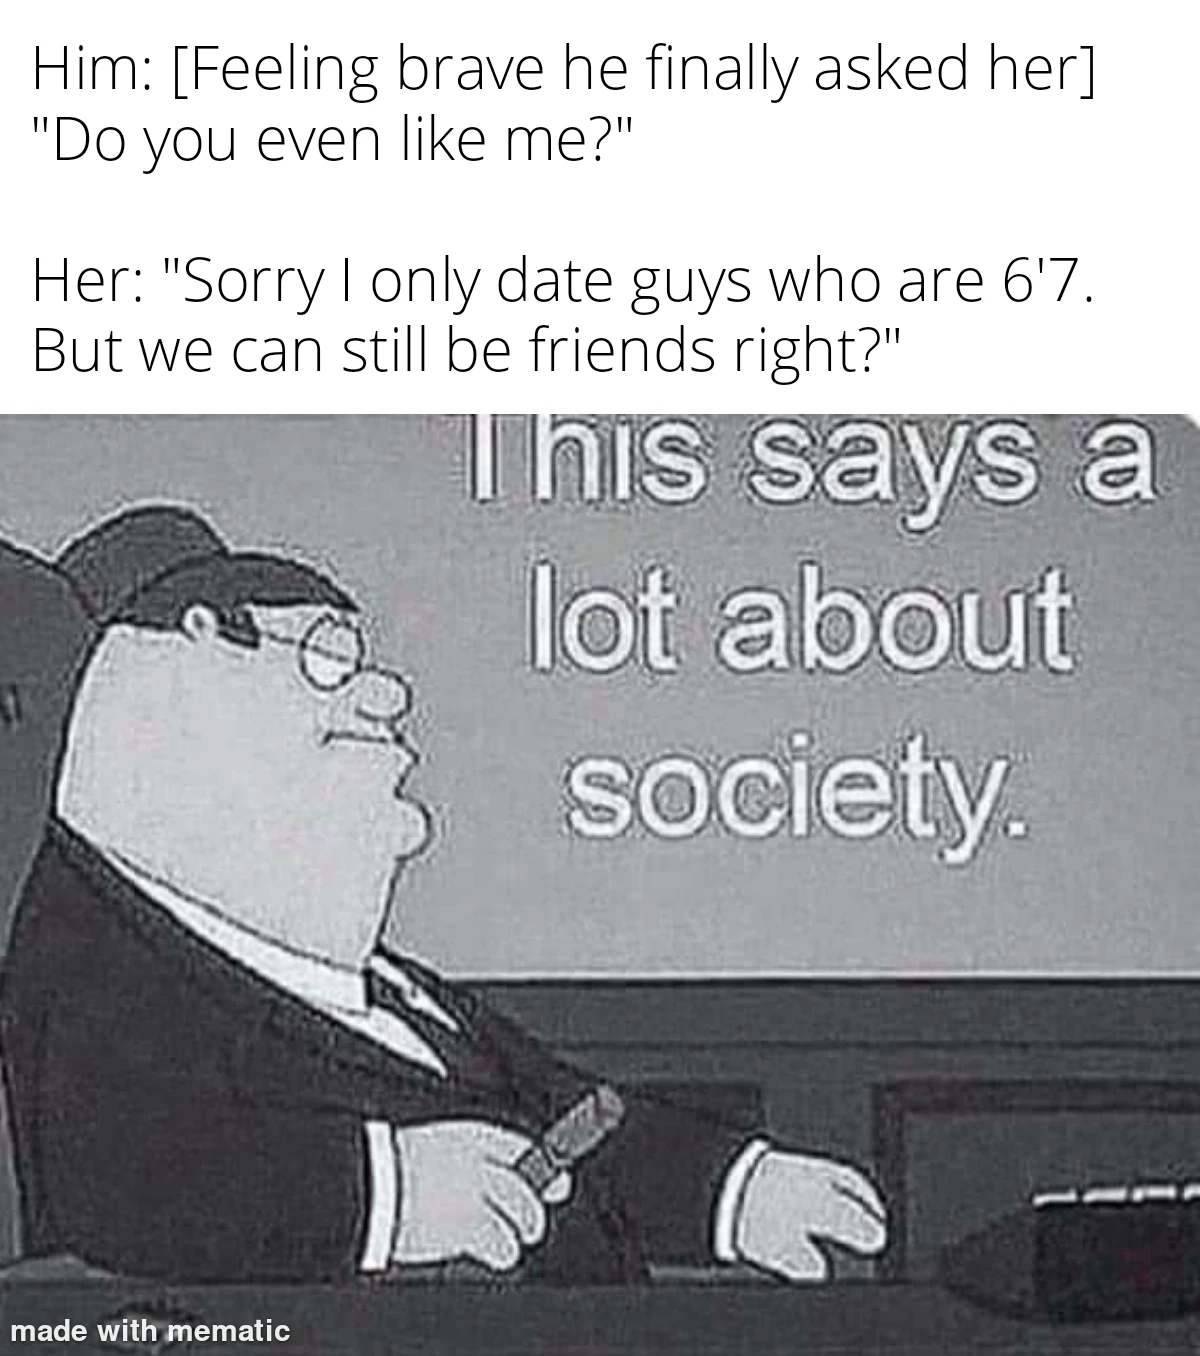 Him: [Feeling brave he finally asked her]
"Do you even like me?"
Her: "Sorry I only date guys who are 6'7.
But we can still be friends right?"
This says a
lot about
society.
made with mematic